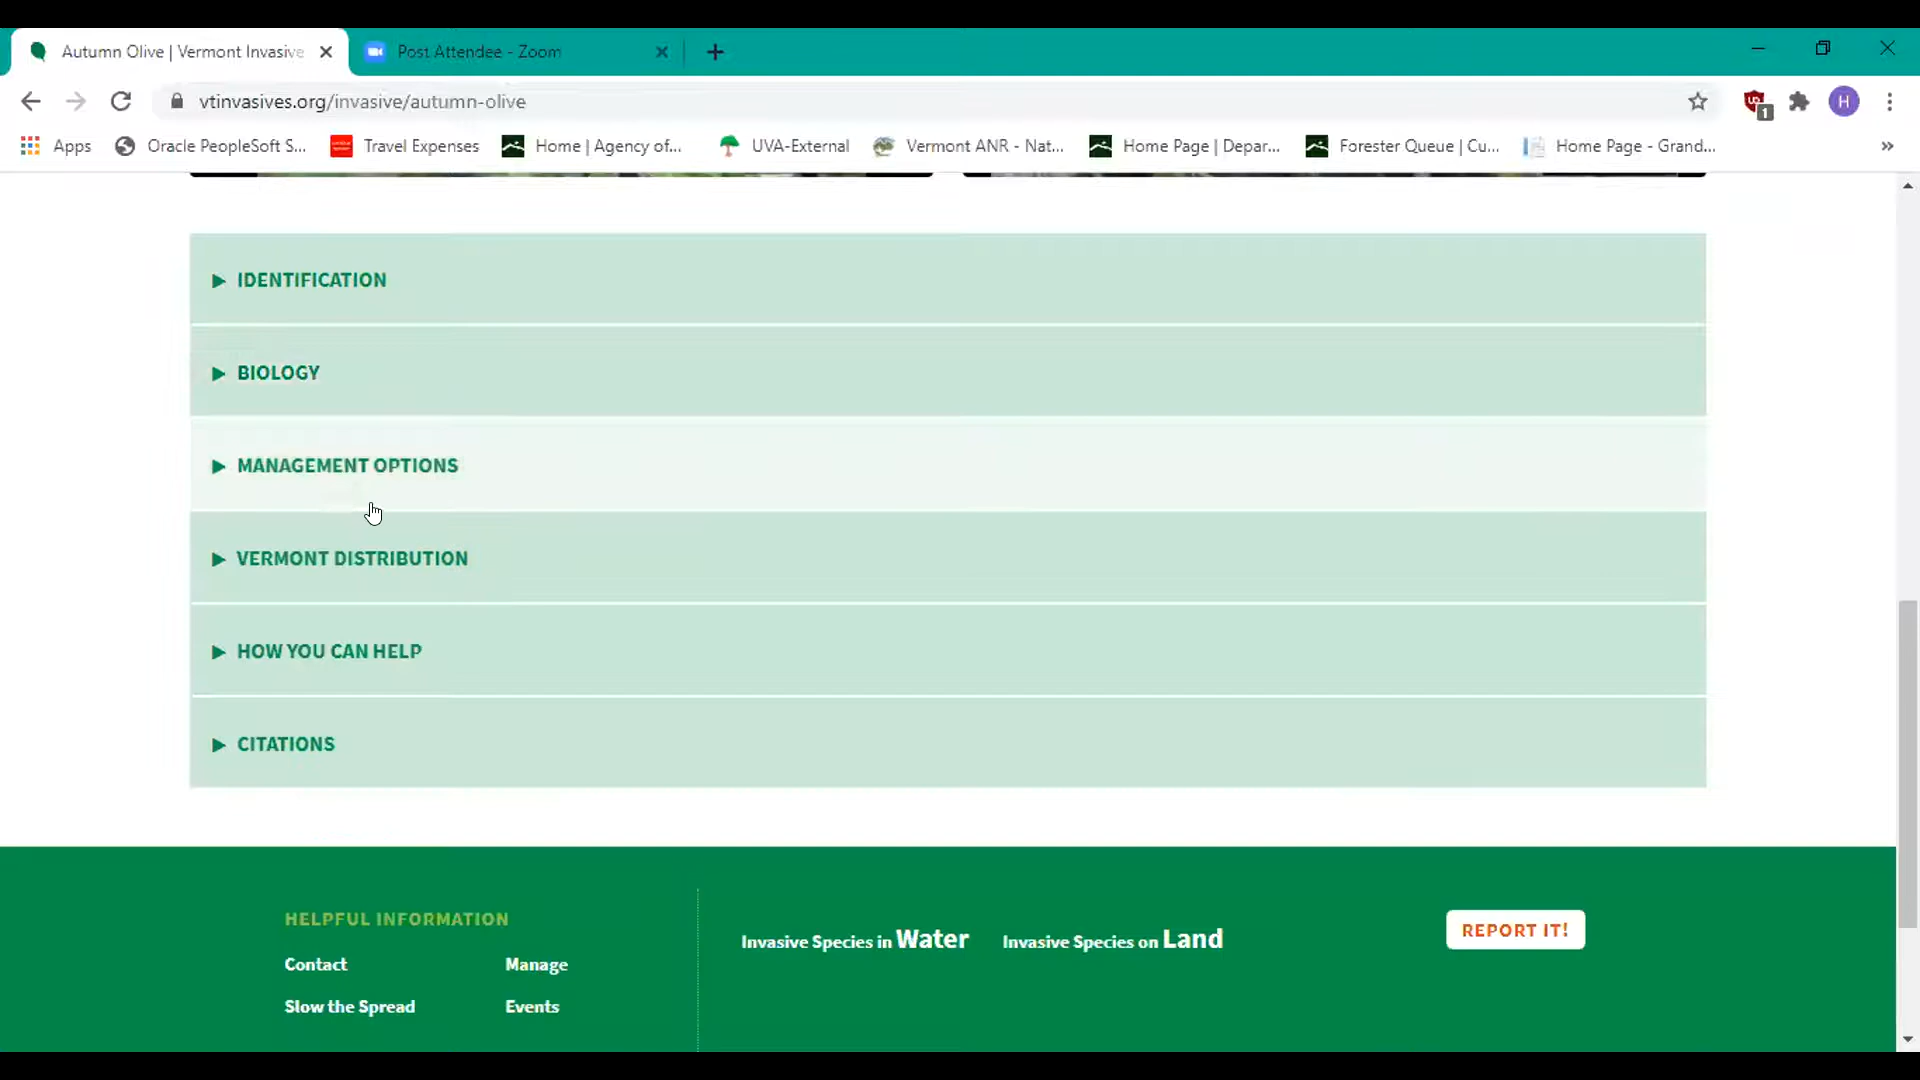 Autumn Olive | Vermont Invasive
Post Attendee - Zoom
vtinvasives.org/invasive/autumn-olive
1
H
Apps
Oracle PeopleSoft S...
Travel Expenses
Home | Agency of...
UVA-External
Vermont ANR - Nat...
Home Page | Depar...
Forester Queue | Cu...
Home Page - Grand...
IDENTIFICATION
BIOLOGY
MANAGEMENT OPTIONS
VERMONT DISTRIBUTION
HOW YOU CAN HELP
CITATIONS
HELPFUL INFORMATION
Contact
Manage
Slow the Spread
Events
Invasive Species in Water
Invasive Species on Land
REPORT IT!